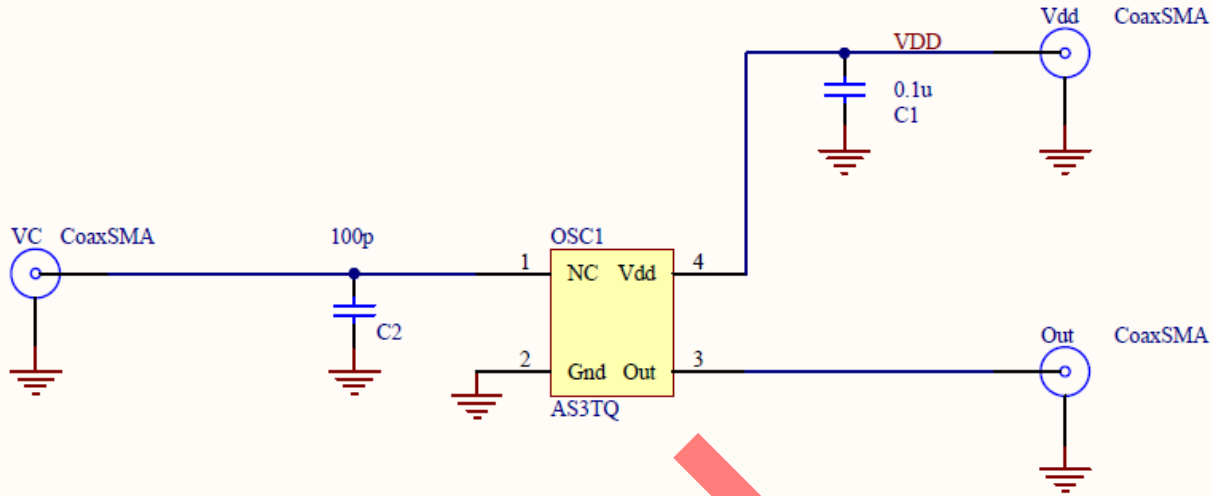 Vdd CoaxSMA
VDD
0.1u
C1
VC CoaxSMA
100p
OSC1
1 NC Vdd 4
C2
Out CoaxSMA
2 Gnd Out 3
AS3TQ